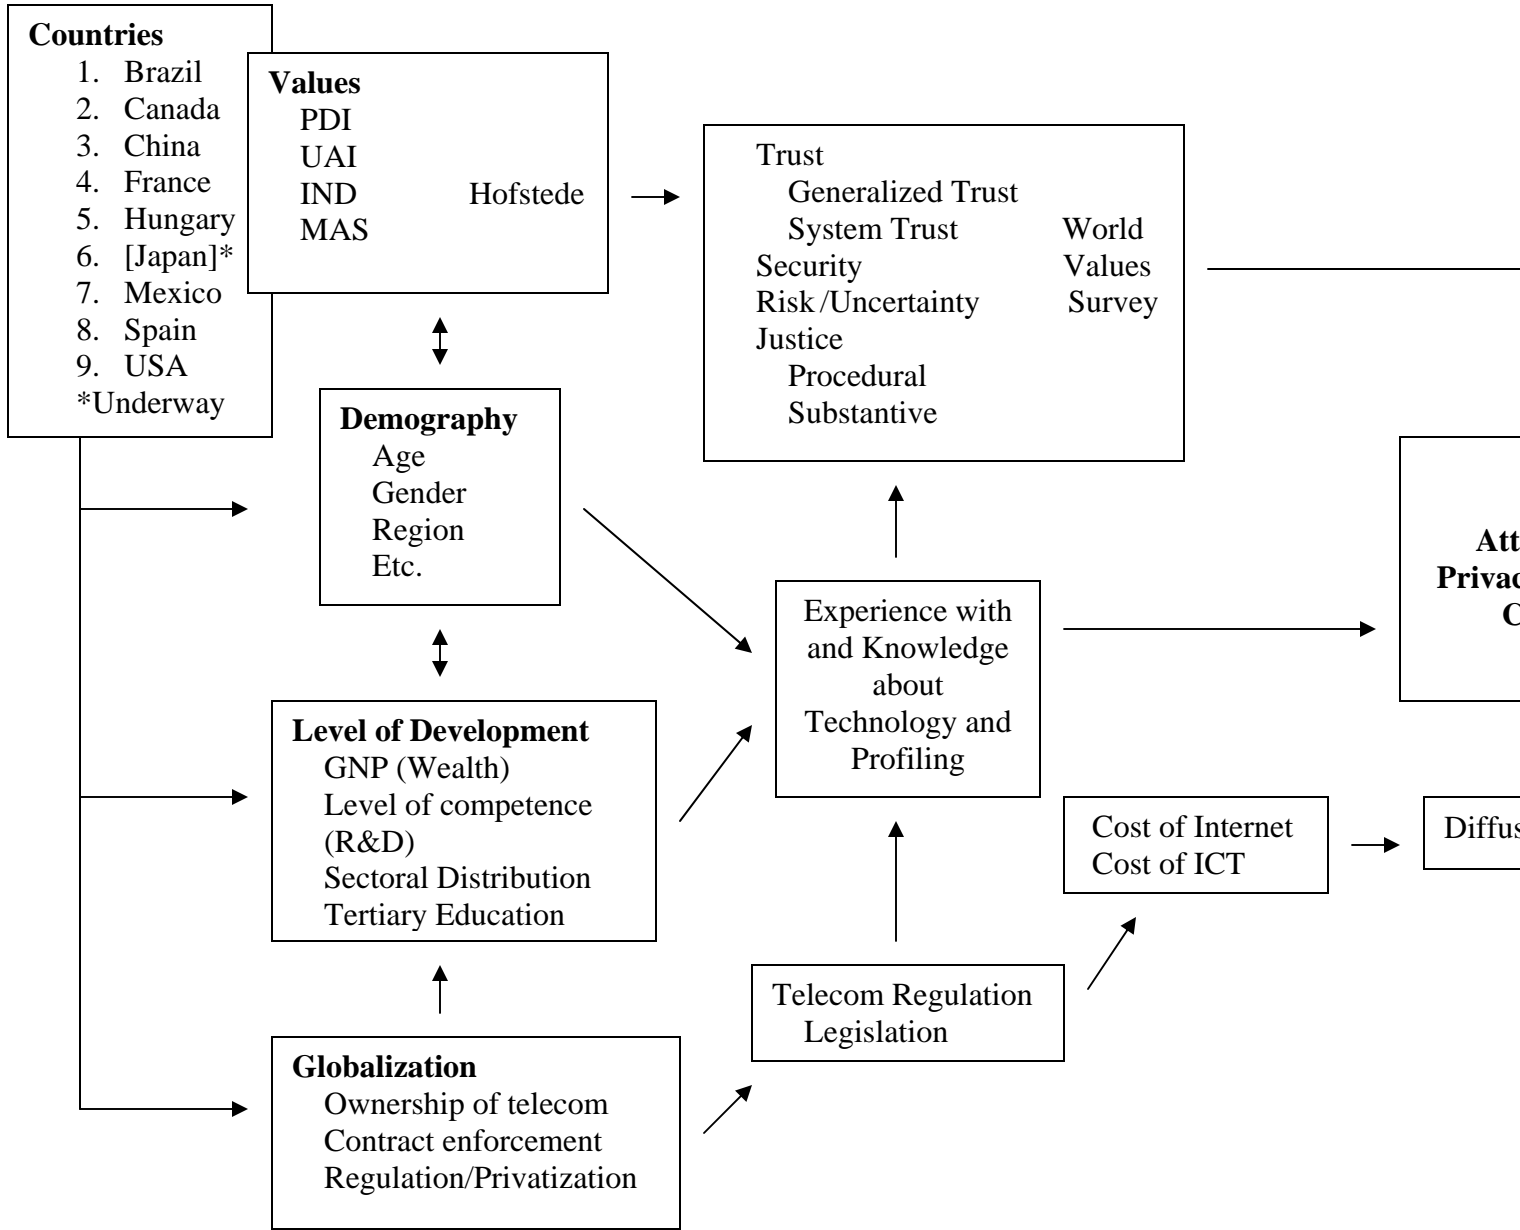 Countries
1. Brazil
2. Canada
3. China
4. France
5. Hungary
6. [Japan]*
7. Mexico
8. Spain
9. USA
*Underway
Values
PDI
UAI
IND Hofstede
MAS
Trust
Generalized Trust
System Trust World
Security Values
Risk /Uncertainty Survey
Justice
Procedural
Substantive
Demography
Age
Gender
Region
Etc.
Experience with
and Knowledge
about
Technology and
Profiling
Level of Development
GNP (Wealth)
Level of competence
(R&D)
Sectoral Distribution
Tertiary Education
Cost of Internet
Cost of ICT
Telecom Regulation
Legislation
Globalization
Ownership of telecom
Contract enforcement
Regulation/Privatization